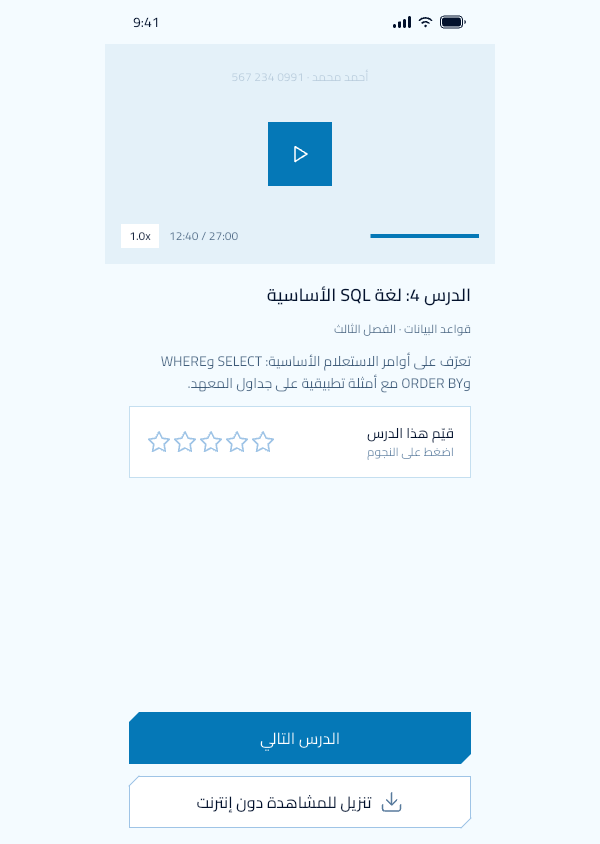 9:41
أحمد محمد · 0991 234 567
1.0x
12:40 / 27:00
الدرس 4: لغة SQL الأساسية
قواعد البيانات · الفصل الثالث
تعرّف على أوامر الاستعلام الأساسية: SELECT وWHERE
وORDER BY مع أمثلة تطبيقية على جداول المعهد.
قيّم هذا الدرس
اضغط على النجوم
الدرس التالي
تنزيل للمشاهدة دون إنترنت